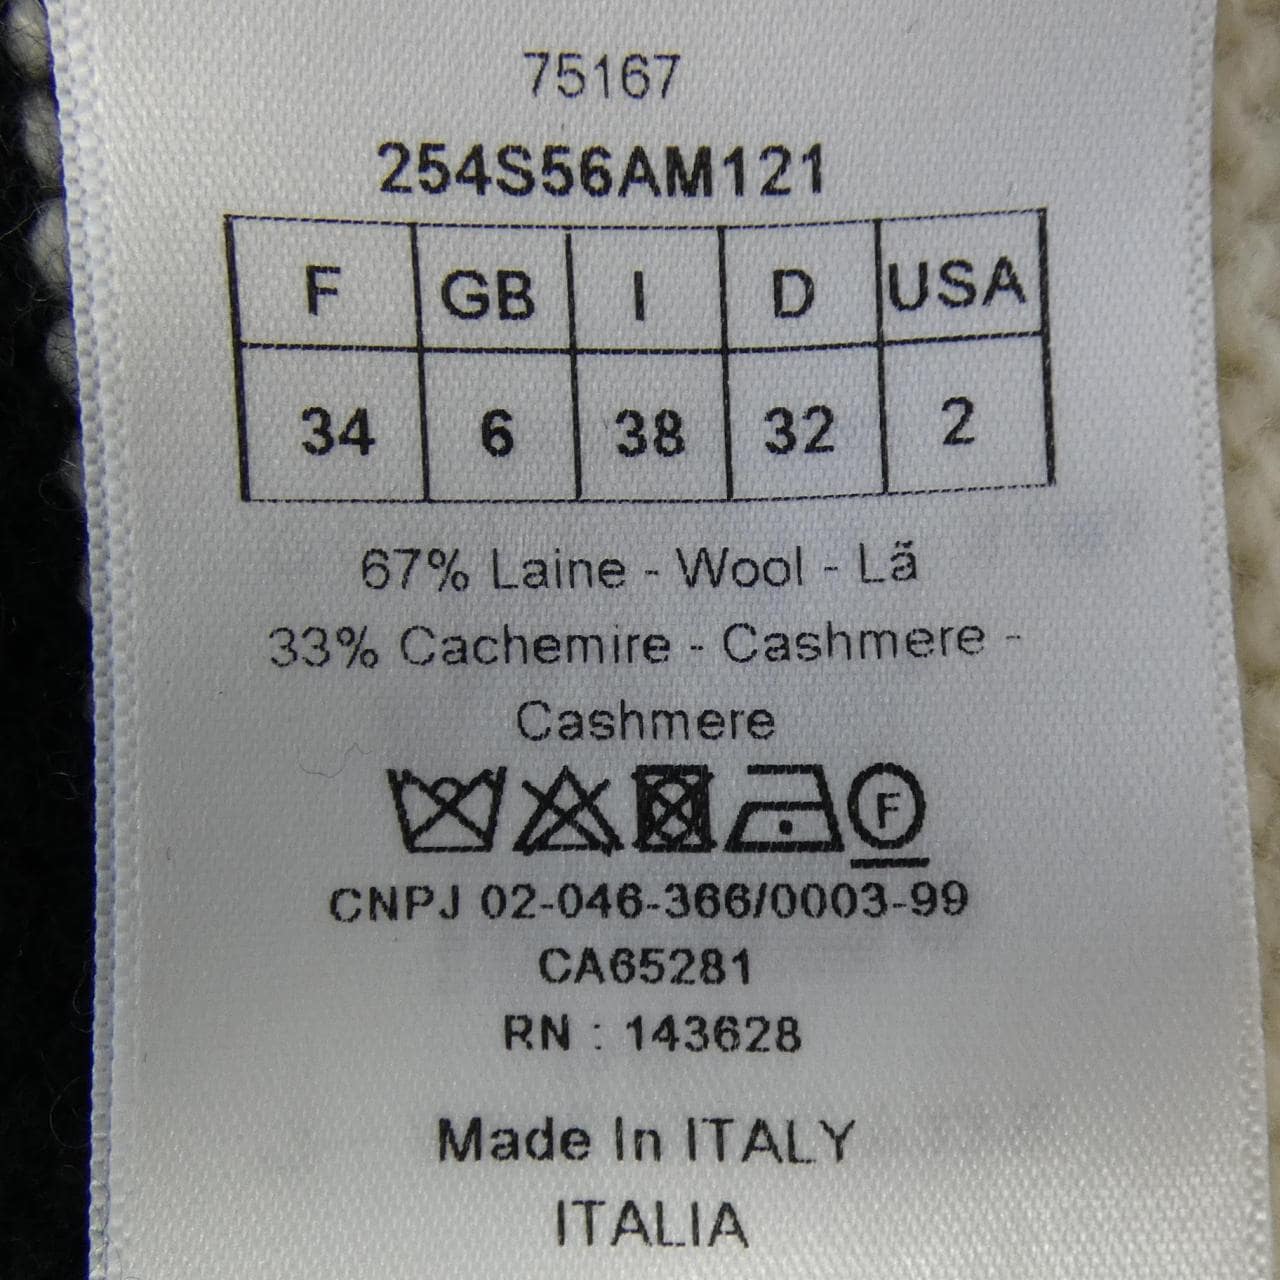 75167
254S56AM121
F GB I D USA
34 6 38 32 2
67% Laine - Wool - Lã
33% Cachemire - Cashmere -
Cashmere
F
CNPJ 02-046-366/0003-99
CA65281
RN : 143628
Made In ITALY
ITALIA